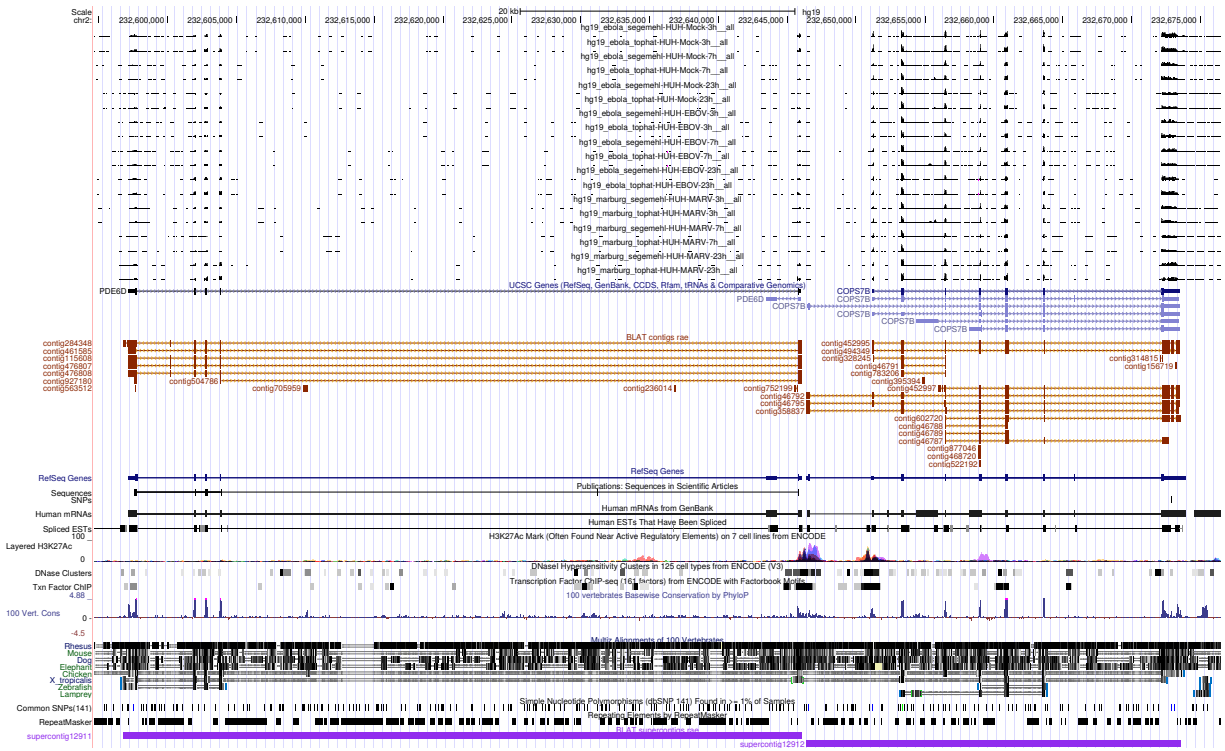 Scale 20 kb hg19
chr2: 232,600,000 232,605,000 232,610,000 232,615,000 232,620,000 232,625,000 232,630,000 232,635,000 232,640,000 232,645,000 232,650,000 232,655,000 232,660,000 232,665,000 232,670,000 232,675,000
hg19_ebola_segemehl-HUH-Mock-3h__all
hg19_ebola_tophat-HUH-Mock-3h__all
hg19_ebola_segemehl-HUH-Mock-7h__all
hg19_ebola_tophat-HUH-Mock-7h__all
hg19_ebola_segemehl-HUH-Mock-23h__all
hg19_ebola_tophat-HUH-Mock-23h__all
hg19_ebola_segemehl-HUH-EBOV-3h__all
hg19_ebola_tophat-HUH-EBOV-3h__all
hg19_ebola_segemehl-HUH-EBOV-7h__all
hg19_ebola_tophat-HUH-EBOV-7h__all
hg19_ebola_segemehl-HUH-EBOV-23h__all
hg19_ebola_tophat-HUH-EBOV-23h__all
hg19_marburg_segemehl-HUH-MARV-3h__all
hg19_marburg_tophat-HUH-MARV-3h__all
hg19_marburg_segemehl-HUH-MARV-7h__all
hg19_marburg_tophat-HUH-MARV-7h__all
hg19_marburg_segemehl-HUH-MARV-23h__all
hg19_marburg_tophat-HUH-MARV-23h__all
UCSC Genes (RefSeq, GenBank, CCDS, Rfam, tRNAs & Comparative Genomics)
PDE6D COPS7B
PDE6D COPS7B
COPS7B
COPS7B
COPS7B
COPS7B
BLAT contigs rae
contig284348 contig452995
contig461585 contig494349
contig115608 contig328245 contig314815
contig476807 contig46791 contig156719
contig476808 contig783206
contig927180 contig504786 contig395394
contig563512 contig705959 contig236014 contig752199 contig452997
contig46792
contig46795
contig358837
contig602720
contig46788
contig46789
contig46787
contig877046
contig468720
contig522192
RefSeq Genes
RefSeq Genes
Publications: Sequences in Scientific Articles
Sequences
SNPs
Human mRNAs from GenBank
Human mRNAs
Human ESTs That Have Been Spliced
Spliced ESTs
H3K27Ac Mark (Often Found Near Active Regulatory Elements) on 7 cell lines from ENCODE
100
Layered H3K27Ac
0
DNaseI Hypersensitivity Clusters in 125 cell types from ENCODE (V3)
DNase Clusters
Transcription Factor ChIP-seq (161 factors) from ENCODE with Factorbook Motifs
Txn Factor ChIP
100 vertebrates Basewise Conservation by PhyloP
4.88
100 Vert. Cons
0
-4.5
Multiz Alignments of 100 Vertebrates
Rhesus
Mouse
Dog
Elephant
Chicken
X_tropicalis
Zebrafish
Lamprey
Simple Nucleotide Polymorphisms (dbSNP 141) Found in >= 1% of Samples
Common SNPs(141)
Repeating Elements by RepeatMasker
RepeatMasker
BLAT supercontigs rae
supercontig12911
supercontig12912